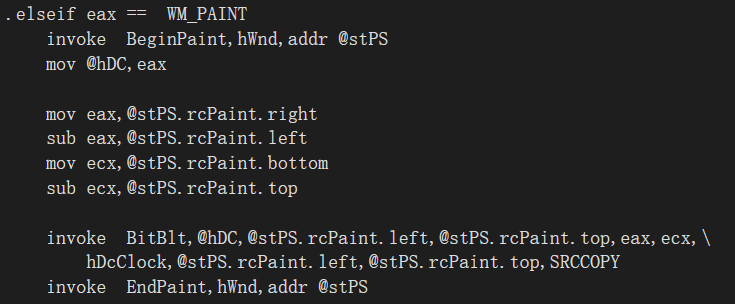 .elseif eax ==  WM_PAINT
    invoke  BeginPaint,hWnd,addr @stPS
    mov @hDC,eax

    mov eax,@stPS.rcPaint.right
    sub eax,@stPS.rcPaint.left
    mov ecx,@stPS.rcPaint.bottom
    sub ecx,@stPS.rcPaint.top

    invoke  BitBlt,@hDC,@stPS.rcPaint.left,@stPS.rcPaint.top,eax,ecx,\
        hDcClock,@stPS.rcPaint.left,@stPS.rcPaint.top,SRCCOPY
    invoke  EndPaint,hWnd,addr @stPS